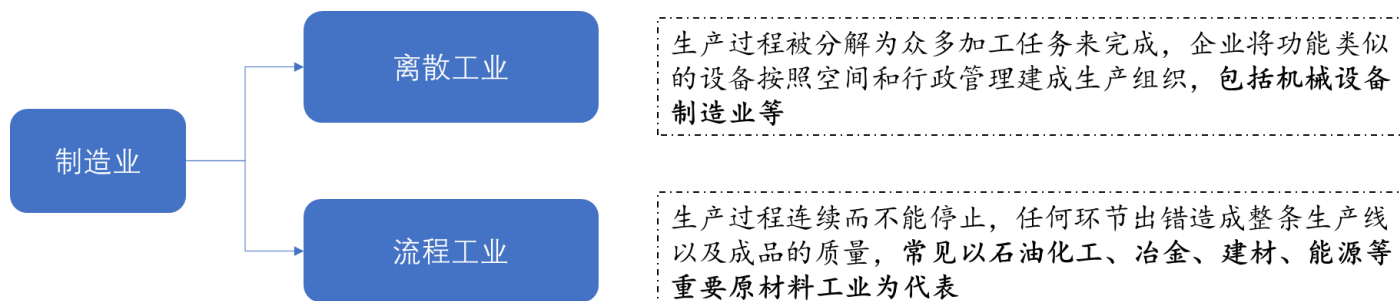 离散工业
生产过程被分解为众多加工任务来完成，企业将功能类似
的设备按照空间和行政管理建成生产组织，包括机械设备
制造业等
制造业
流程工业
生产过程连续而不能停止，任何环节出错造成整条生产线
以及成品的质量，常见以石油化工、冶金、建材、能源等
重要原材料工业为代表